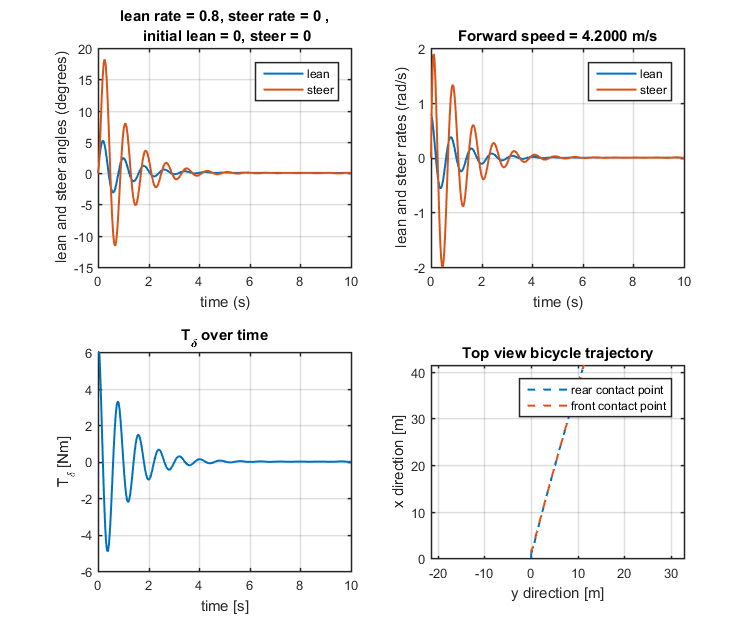 lean rate = 0.8, steer rate = 0 ,
initial lean = 0, steer = 0
20
15
10
5
0
-5
-10
-15
lean and steer angles (degrees)
lean
steer
0 2 4 6 8 10
time (s)
Forward speed = 4.2000 m/s
2
1
0
-1
-2
lean and steer rates (rad/s)
lean
steer
0 2 4 6 8 10
time (s)
Tδ over time
6
4
2
0
-2
-4
-6
Tδ [Nm]
0 2 4 6 8 10
time [s]
Top view bicycle trajectory
40
30
20
10
0
x direction [m]
rear contact point
front contact point
-20 -10 0 10 20 30
y direction [m]